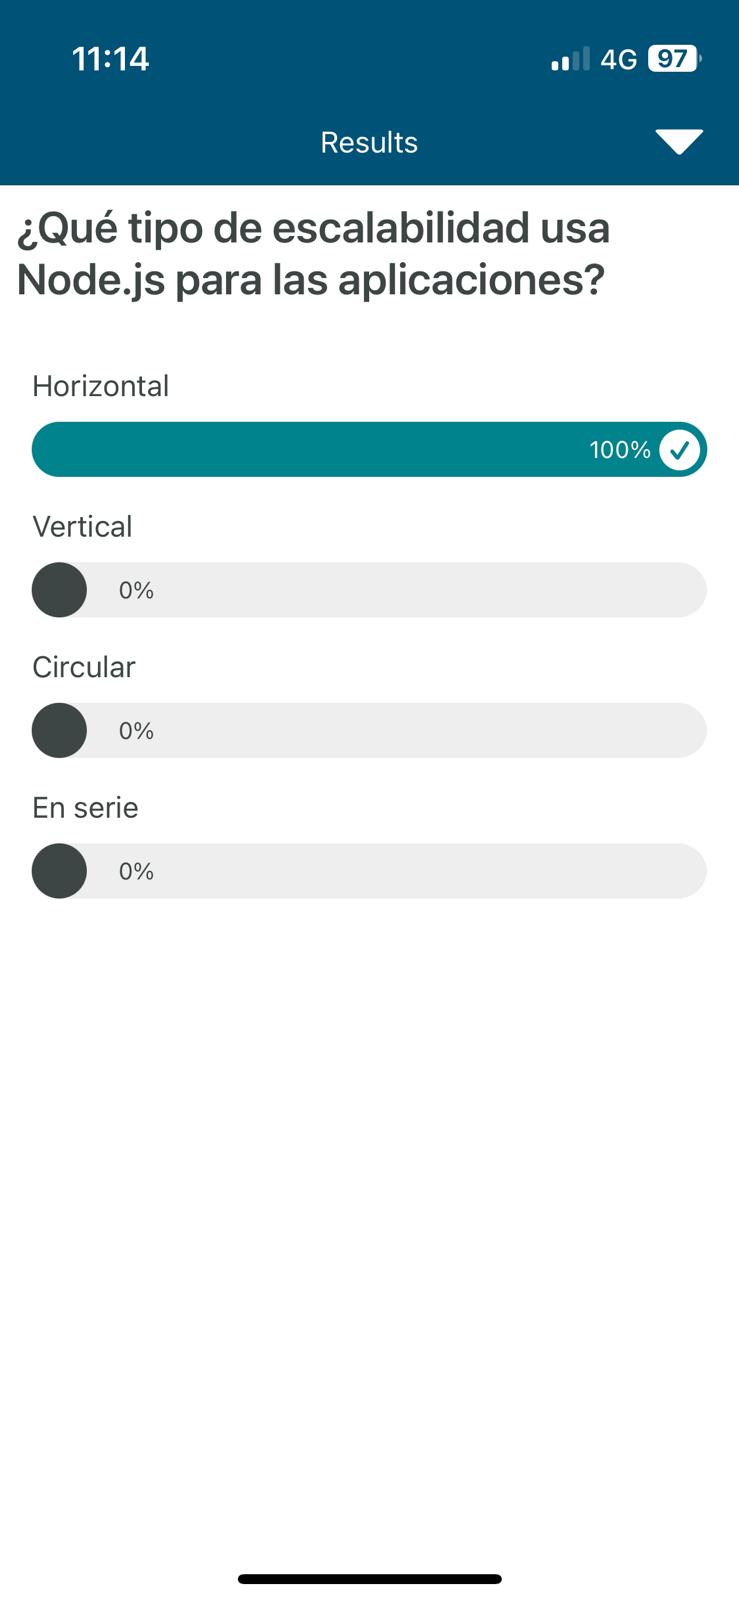 11:14
4G 97
Results
¿Qué tipo de escalabilidad usa
Node.js para las aplicaciones?
Horizontal
100%
Vertical
0%
Circular
0%
En serie
0%